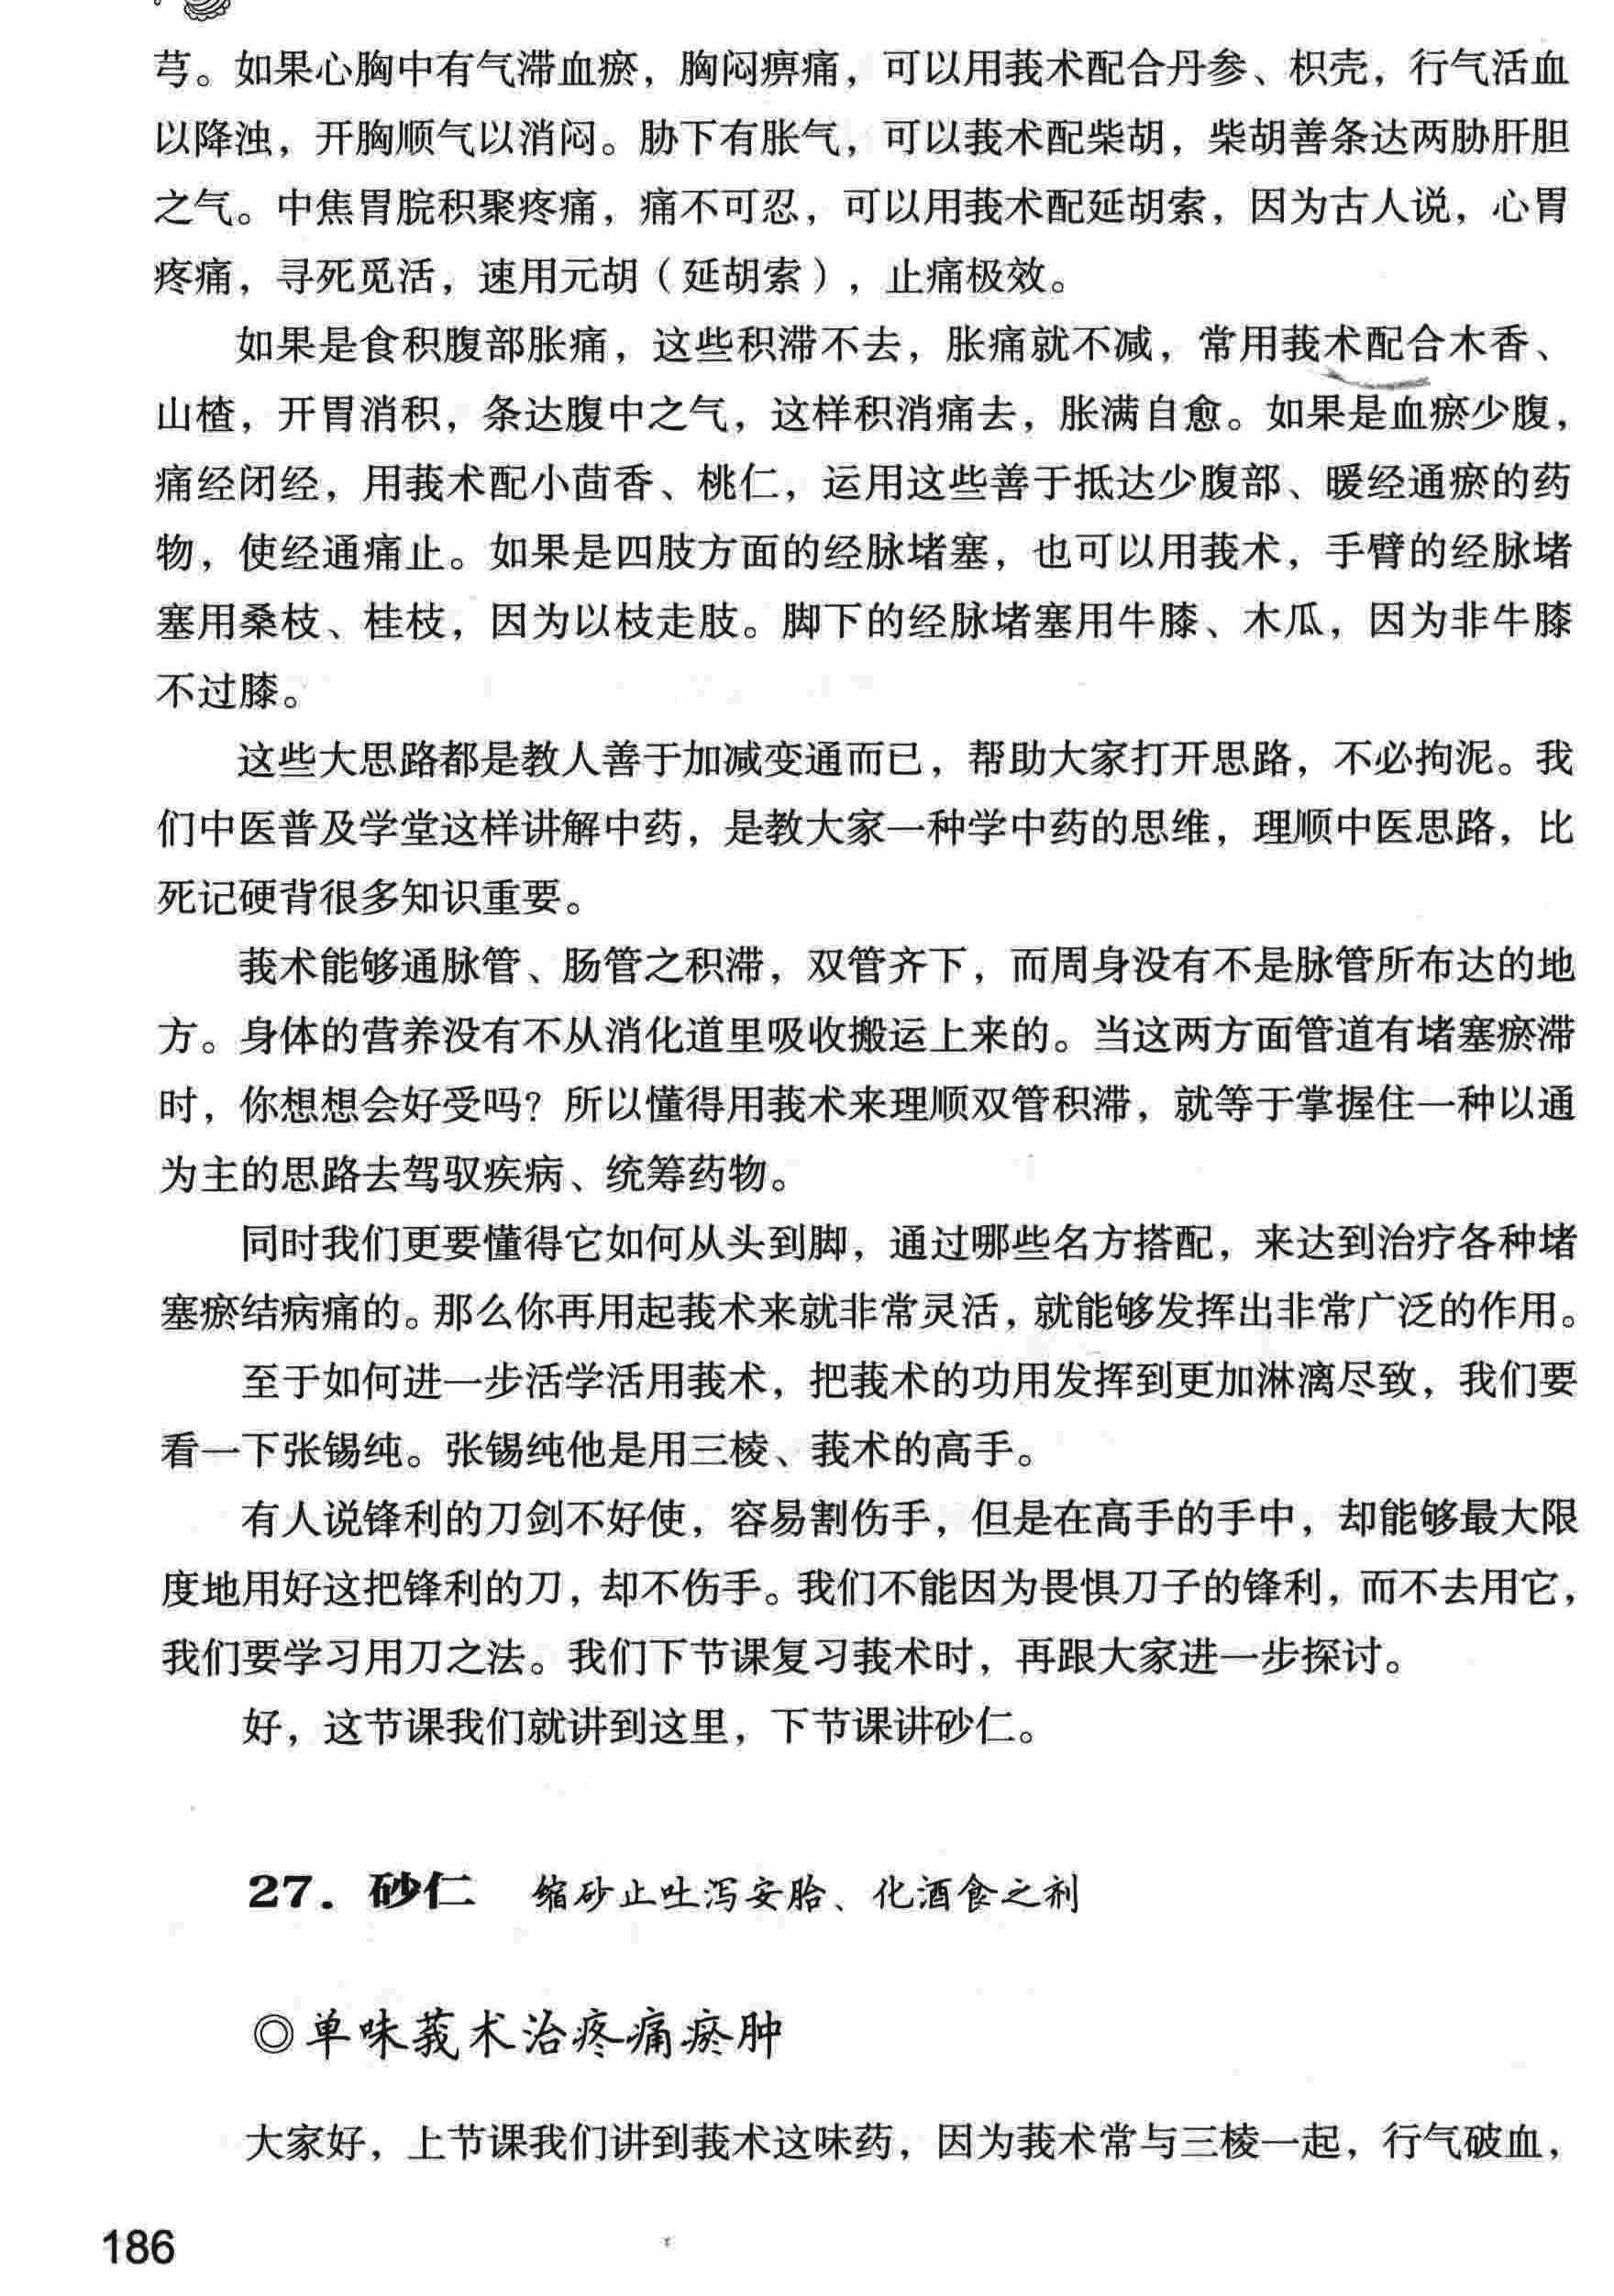 芎。如果心胸中有气滞血瘀，胸闷痹痛，可以用莪术配合丹参、枳壳，行气活血
以降浊，开胸顺气以消闷。胁下有胀气，可以莪术配柴胡，柴胡善条达两胁肝胆
之气。中焦胃脘积聚疼痛，痛不可忍，可以用莪术配延胡索，因为古人说，心胃
疼痛，寻死觅活，速用元胡（延胡索），止痛极效。
如果是食积腹部胀痛，这些积滞不去，胀痛就不减，常用莪术配合木香、
山楂，开胃消积，条达腹中之气，这样积消痛去，胀满自愈。如果是血瘀少腹，
痛经闭经，用莪术配小茴香、桃仁，运用这些善于抵达少腹部、暖经通瘀的药
物，使经通痛止。如果是四肢方面的经脉堵塞，也可以用莪术，手臂的经脉堵
塞用桑枝、桂枝，因为以枝走肢。脚下的经脉堵塞用牛膝、木瓜，因为非牛膝
不过膝。
这些大思路都是教人善于加减变通而已，帮助大家打开思路，不必拘泥。我
们中医普及学堂这样讲解中药，是教大家一种学中药的思维，理顺中医思路，比
死记硬背很多知识重要。
莪术能够通脉管、肠管之积滞，双管齐下，而周身没有不是脉管所布达的地
方。身体的营养没有不从消化道里吸收搬运上来的。当这两方面管道有堵塞瘀滞
时，你想想会好受吗？所以懂得用莪术来理顺双管积滞，就等于掌握住一种以通
为主的思路去驾驭疾病、统筹药物。
同时我们更要懂得它如何从头到脚，通过哪些名方搭配，来达到治疗各种堵
塞瘀结病痛的。那么你再用起莪术来就非常灵活，就能够发挥出非常广泛的作用。
至于如何进一步活学活用莪术，把莪术的功用发挥到更加淋漓尽致，我们要
看一下张锡纯。张锡纯他是用三棱、莪术的高手。
有人说锋利的刀剑不好使，容易割伤手，但是在高手的手中，却能够最大限
度地用好这把锋利的刀，却不伤手。我们不能因为畏惧刀子的锋利，而不去用它，
我们要学习用刀之法。我们下节课复习莪术时，再跟大家进一步探讨。
好，这节课我们就讲到这里，下节课讲砂仁。
27．砂仁 缩砂止吐泻安胎、化酒食之剂
◎单味莪术治疼痛瘀肿
大家好，上节课我们讲到莪术这味药，因为莪术常与三棱一起，行气破血，
186